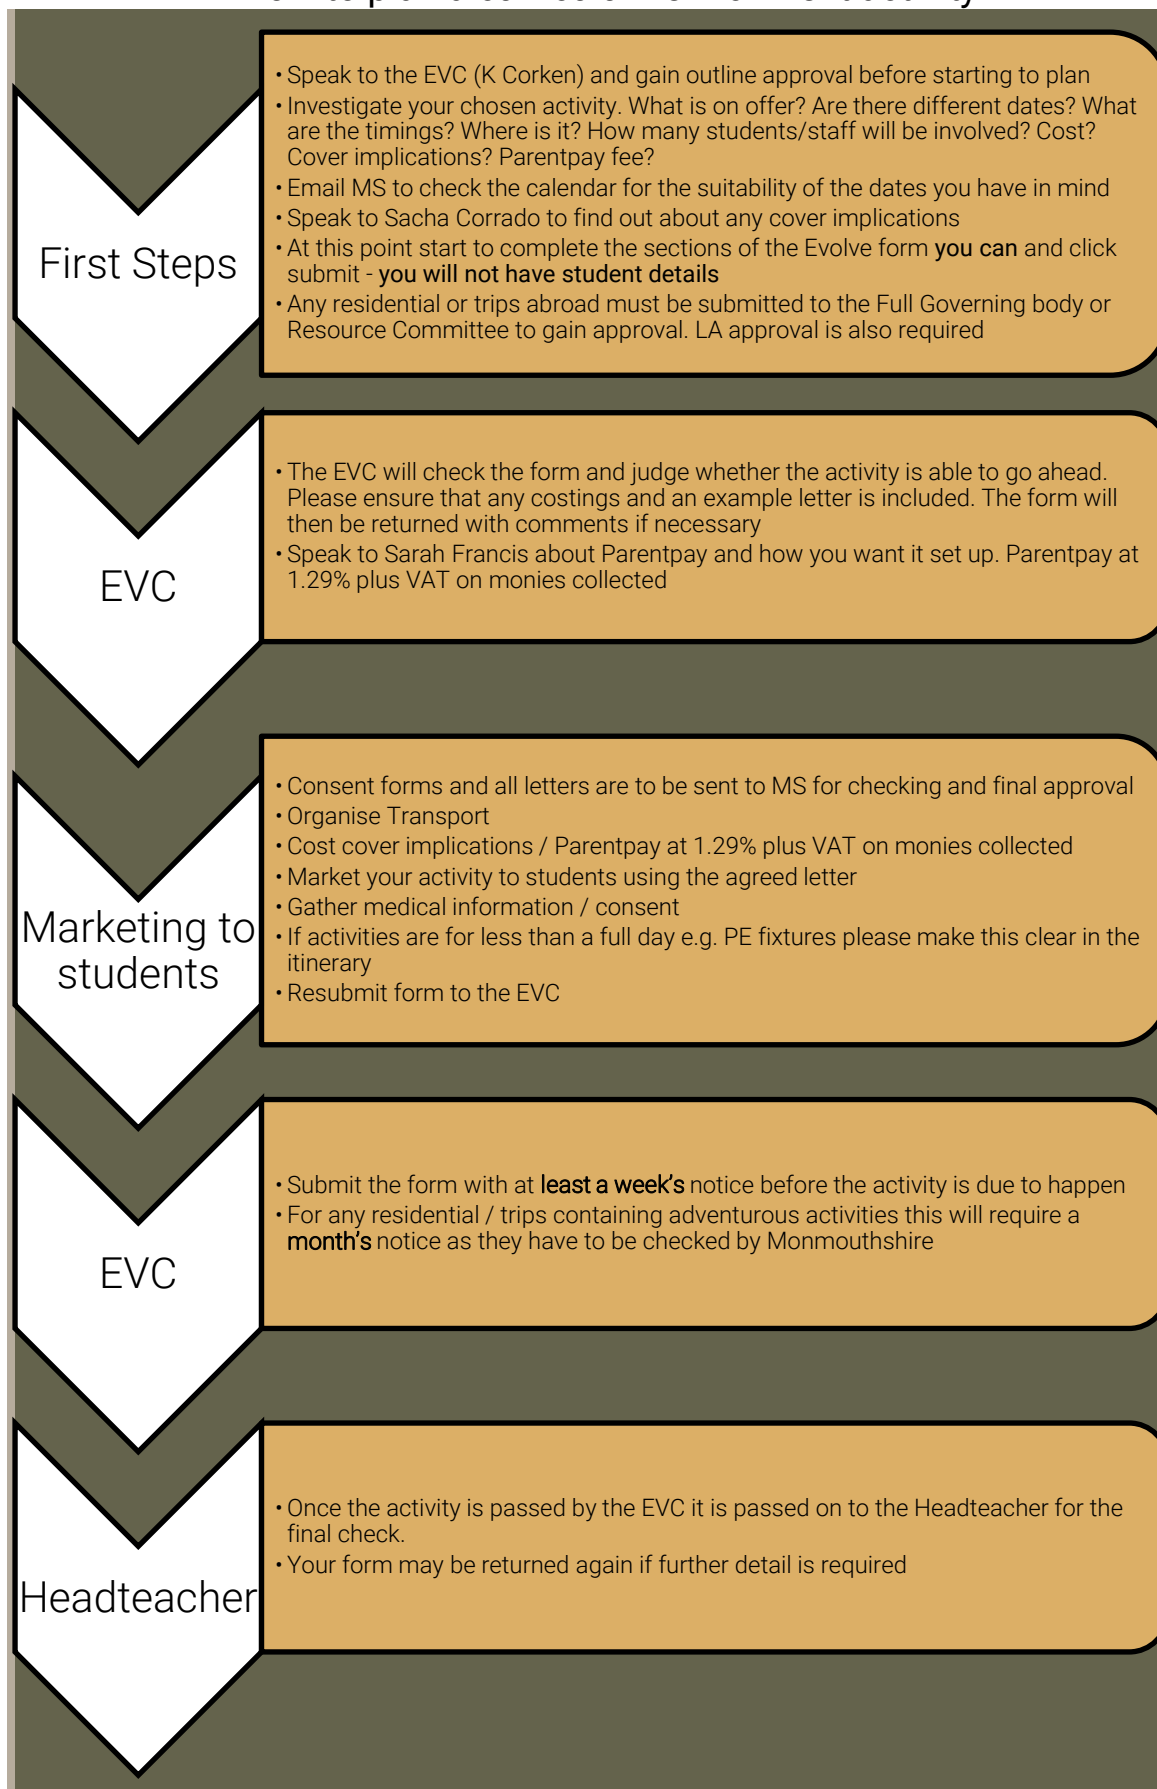 First Steps
• Speak to the EVC (K Corken) and gain outline approval before starting to plan
• Investigate your chosen activity. What is on offer? Are there different dates? What
are the timings? Where is it? How many students/staff will be involved? Cost?
Cover implications? Parentpay fee?
• Email MS to check the calendar for the suitability of the dates you have in mind
• Speak to Sacha Corrado to find out about any cover implications
• At this point start to complete the sections of the Evolve form you can and click
submit - you will not have student details
• Any residential or trips abroad must be submitted to the Full Governing body or
Resource Committee to gain approval. LA approval is also required
EVC
• The EVC will check the form and judge whether the activity is able to go ahead.
Please ensure that any costings and an example letter is included. The form will
then be returned with comments if necessary
• Speak to Sarah Francis about Parentpay and how you want it set up. Parentpay at
1.29% plus VAT on monies collected
Marketing to
students
• Consent forms and all letters are to be sent to MS for checking and final approval
• Organise Transport
• Cost cover implications / Parentpay at 1.29% plus VAT on monies collected
• Market your activity to students using the agreed letter
• Gather medical information / consent
• If activities are for less than a full day e.g. PE fixtures please make this clear in the
itinerary
• Resubmit form to the EVC
EVC
• Submit the form with at least a week's notice before the activity is due to happen
• For any residential / trips containing adventurous activities this will require a
month's notice as they have to be checked by Monmouthshire
Headteacher
• Once the activity is passed by the EVC it is passed on to the Headteacher for the
final check.
• Your form may be returned again if further detail is required